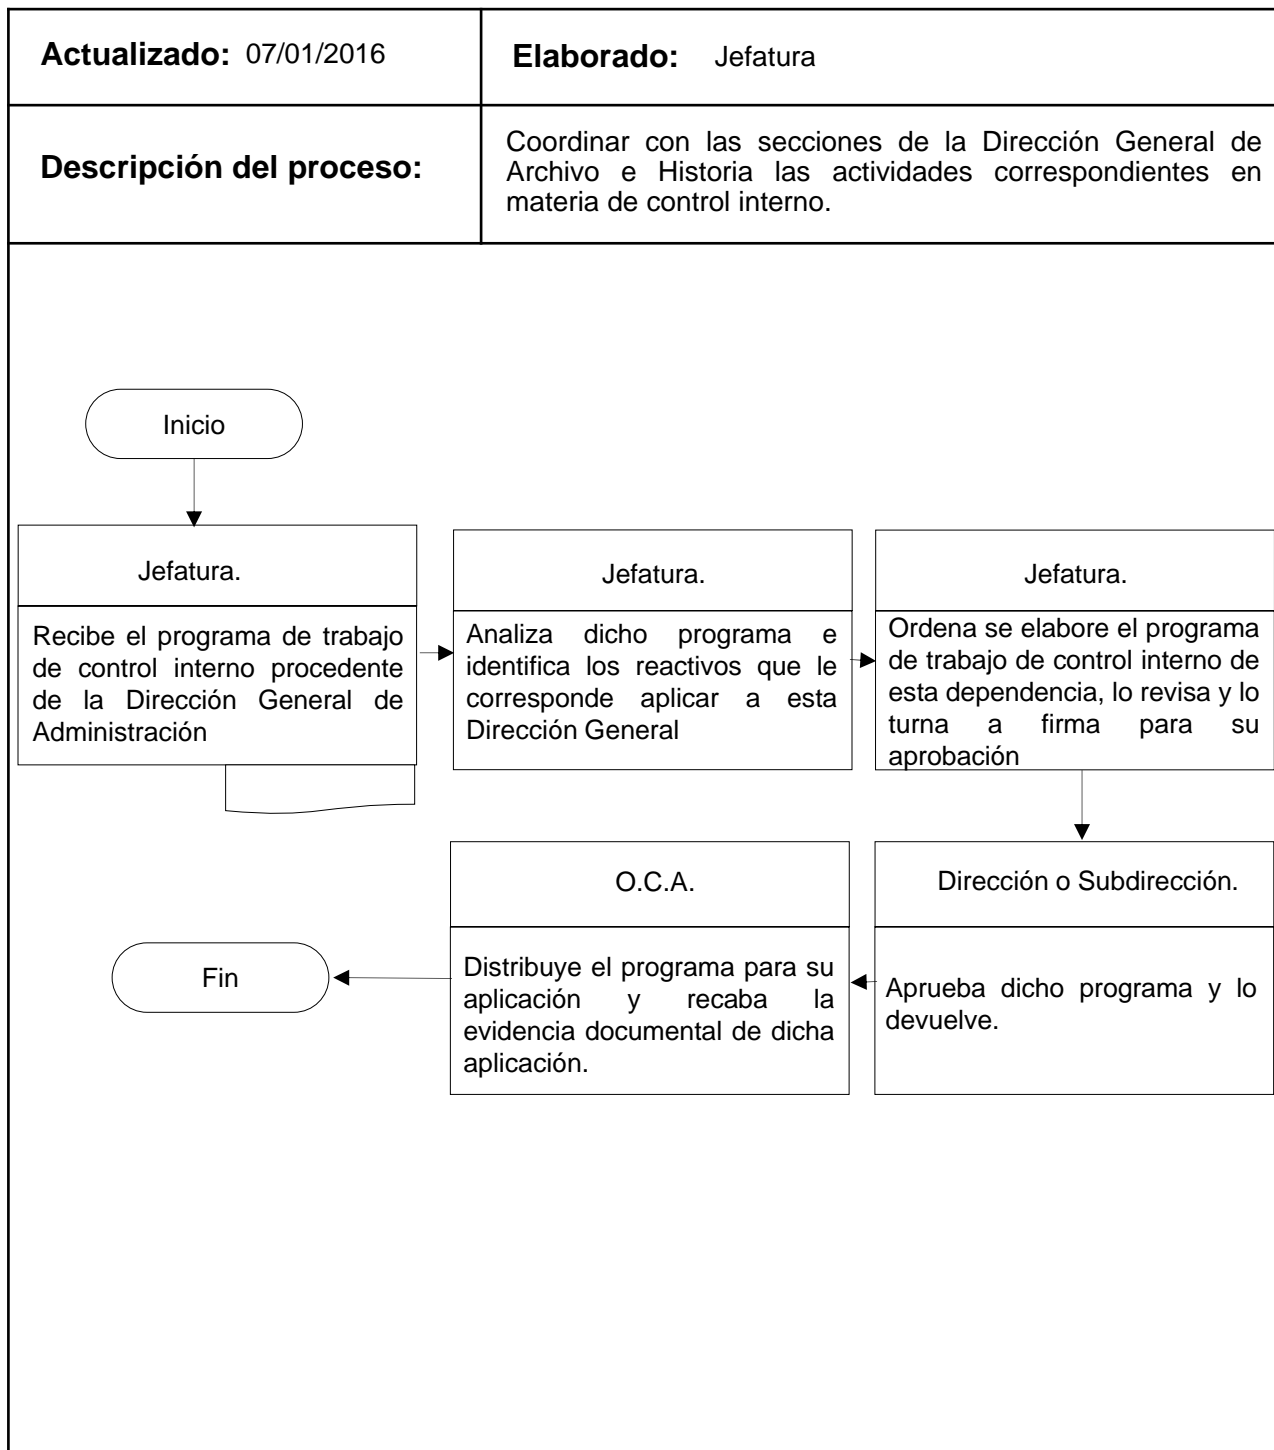 Actualizado: 07/01/2016
Elaborado: Jefatura
Descripción del proceso:
Coordinar con las secciones de la Dirección General de
Archivo e Historia las actividades correspondientes en
materia de control interno.
Inicio
Jefatura.
Recibe el programa de trabajo
de control interno procedente
de la Dirección General de
Administración
Jefatura.
Analiza dicho programa e
identifica los reactivos que le
corresponde aplicar a esta
Dirección General
Jefatura.
Ordena se elabore el programa
de trabajo de control interno de
esta dependencia, lo revisa y lo
turna a firma para su
aprobación
Dirección o Subdirección.
Aprueba dicho programa y lo
devuelve.
O.C.A.
Distribuye el programa para su
aplicación y recaba la
evidencia documental de dicha
aplicación.
Fin